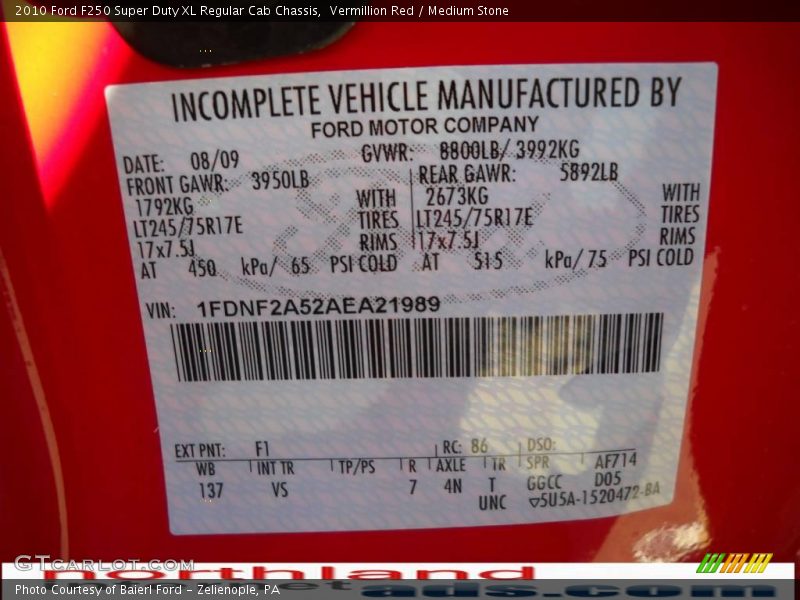 2010 Ford F250 Super Duty XL Regular Cab Chassis, Vermillion Red / Medium Stone
INCOMPLETE VEHICLE MANUFACTURED BY
FORD MOTOR COMPANY
DATE: 08/09 GVWR: 8800LB/ 3992KG
FRONT GAWR: 3950LB REAR GAWR: 5892LB
1792KG WITH 2673KG WITH
LT245/75R17E TIRES LT245/75R17E TIRES
17x7.5J RIMS 17x7.5J RIMS
AT 450 kPa/ 65 PSI COLD AT 515 kPa/ 75 PSI COLD
VIN: 1FDNF2A52AEA21989
EXT PNT: F1 RC: 86 DSO:
WB INT TR TP/PS R AXLE TR SPR AF714
137 VS 7 4N T GGCC D05
UNC ▽5U5A-1520472-BA
GTCarLot.com
northland
Photo Courtesy of Baierl Ford - Zelienople, PA